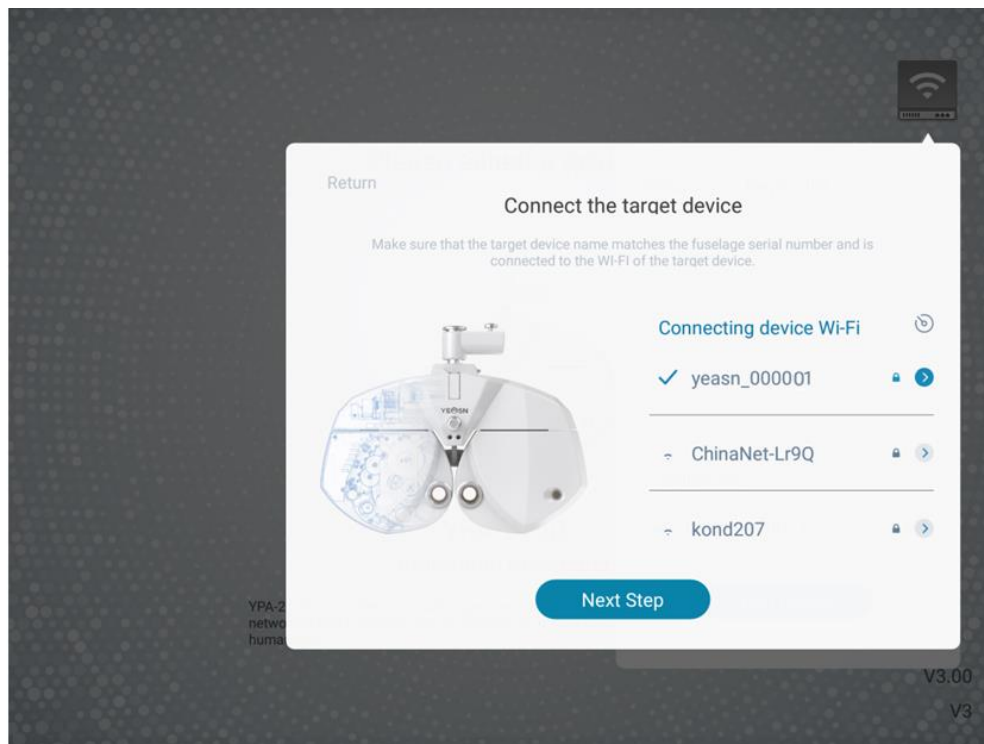 Return
Connect the target device
Make sure that the target device name matches the fuselage serial number and is
connected to the WI-FI of the target device.
Connecting device Wi-Fi
YEASN
yeasn_000001
ChinaNet-Lr9Q
kond207
Next Step
YPA-2
netwo
huma
V3.00
V3